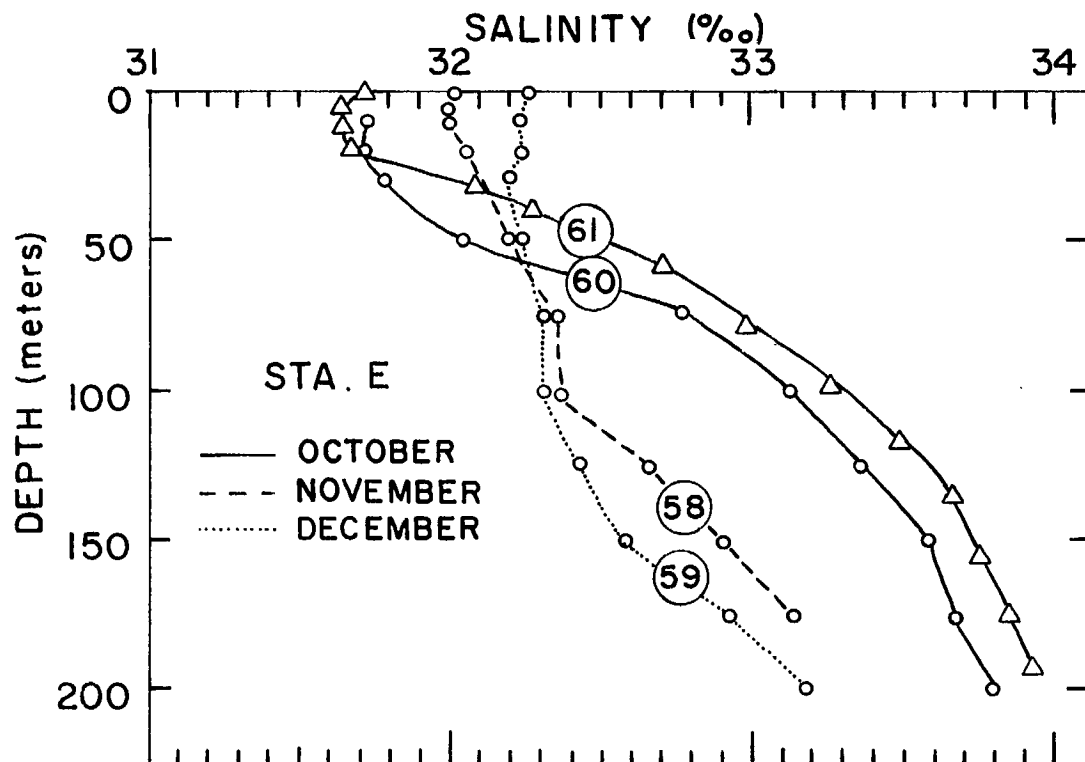 SALINITY (‰)
31 32 33 34
0
50
100
150
200
DEPTH (meters)
61
60
STA. E
OCTOBER
NOVEMBER
DECEMBER
58
59